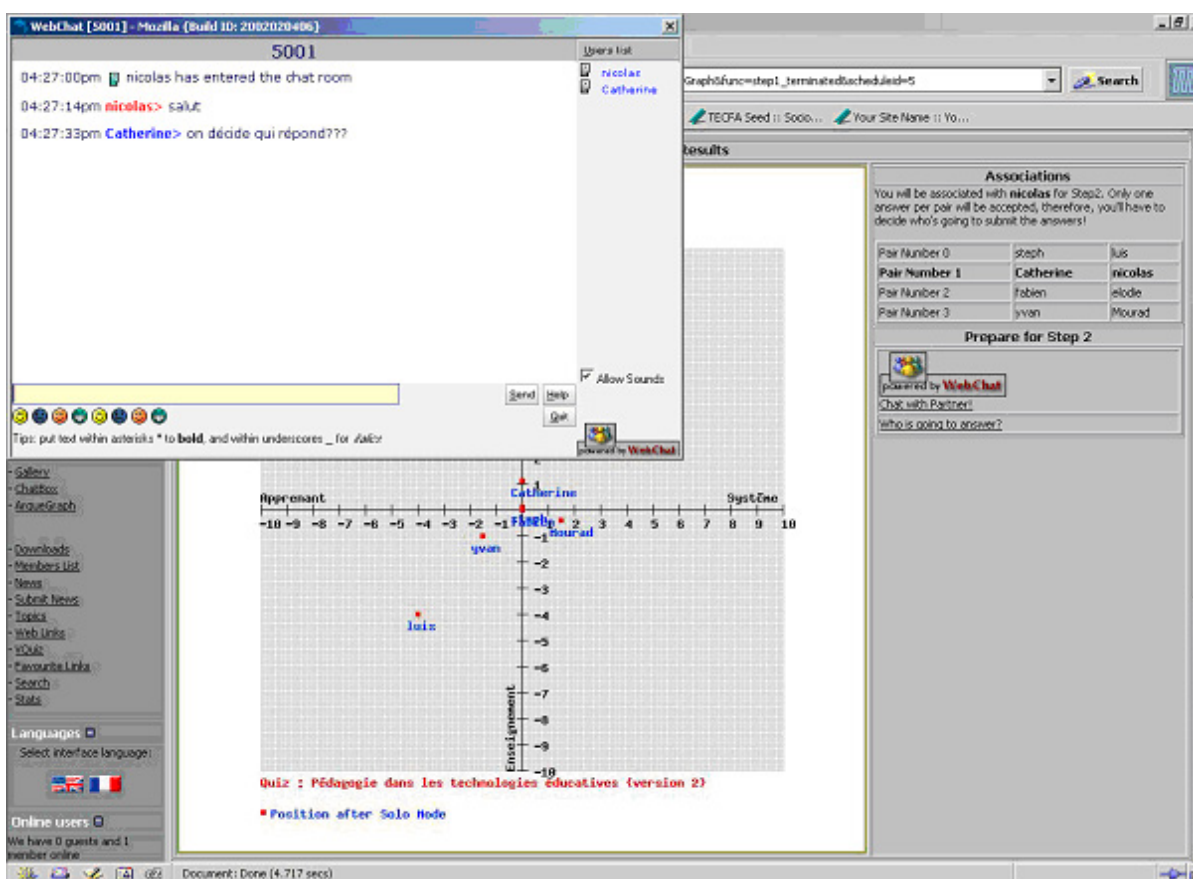 WebChat [5001] - Mozilla {Build ID: 2002020406}
5001
Users list
04:27:00pm nicolas has entered the chat room
04:27:14pm nicolas> salut
04:27:33pm Catherine> on décide qui répond???
nicolas
Catherine
Allow Sounds
Send
Help
Quit
Tips: put text within asterisks * to bold, and within underscores _ for italics
powered by WebChat
Graph&func=step1_terminated&scheduleid=5
Search
TECFA Seed :: Socio...
Your Site Name :: Yo...
Results
Associations
You will be associated with nicolas for Step2. Only one
answer per pair will be accepted, therefore, you'll have to
decide who's going to submit the answers!
Pair Number 0 steph luis
Pair Number 1 Catherine nicolas
Pair Number 2 fabien elodie
Pair Number 3 yvan Mourad
Prepare for Step 2
powered by WebChat
Chat with Partner!
Who is going to answer?
- Gallery
- ChatBox
- ArgueGraph
- Downloads
- Members List
- News
- Submit News
- Topics
- Web Links
- YQuiz
- Favourite Links
- Search
- Stats
Languages
Select interface language:
Online users
We have 0 guests and 1
member online
2
1
Catherine
Apprenant
Système
-10 -9 -8 -7 -6 -5 -4 -3 -2 -1 2 3 4 5 6 7 8 9 10
Mourad
-1
yvan
-2
-3
-4
luis
-5
-6
-7
-8
-9
-10
Enseignement
Quiz : Pédagogie dans les technologies éducatives (version 2)
Position after Solo Mode
Document: Done (4.717 secs)